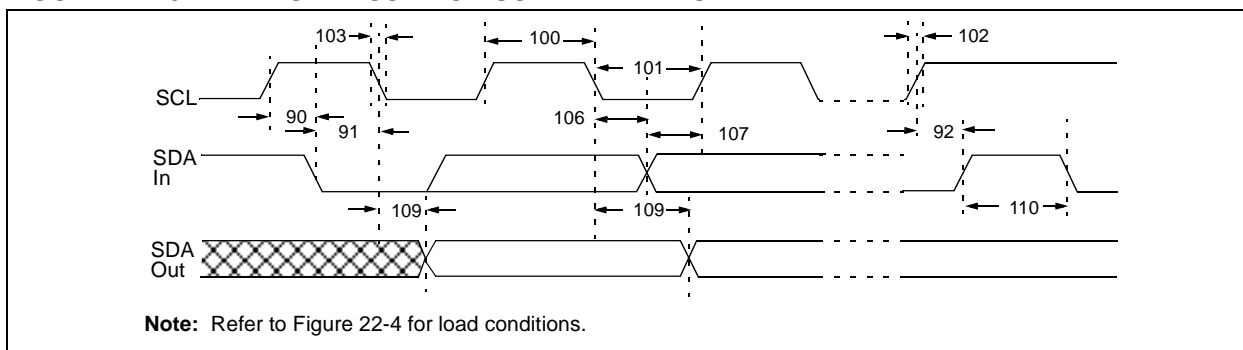 103
100
101
102
SCL
90
91
106
107
92
SDA
In
109
109
110
SDA
Out
Note: Refer to Figure 22-4 for load conditions.